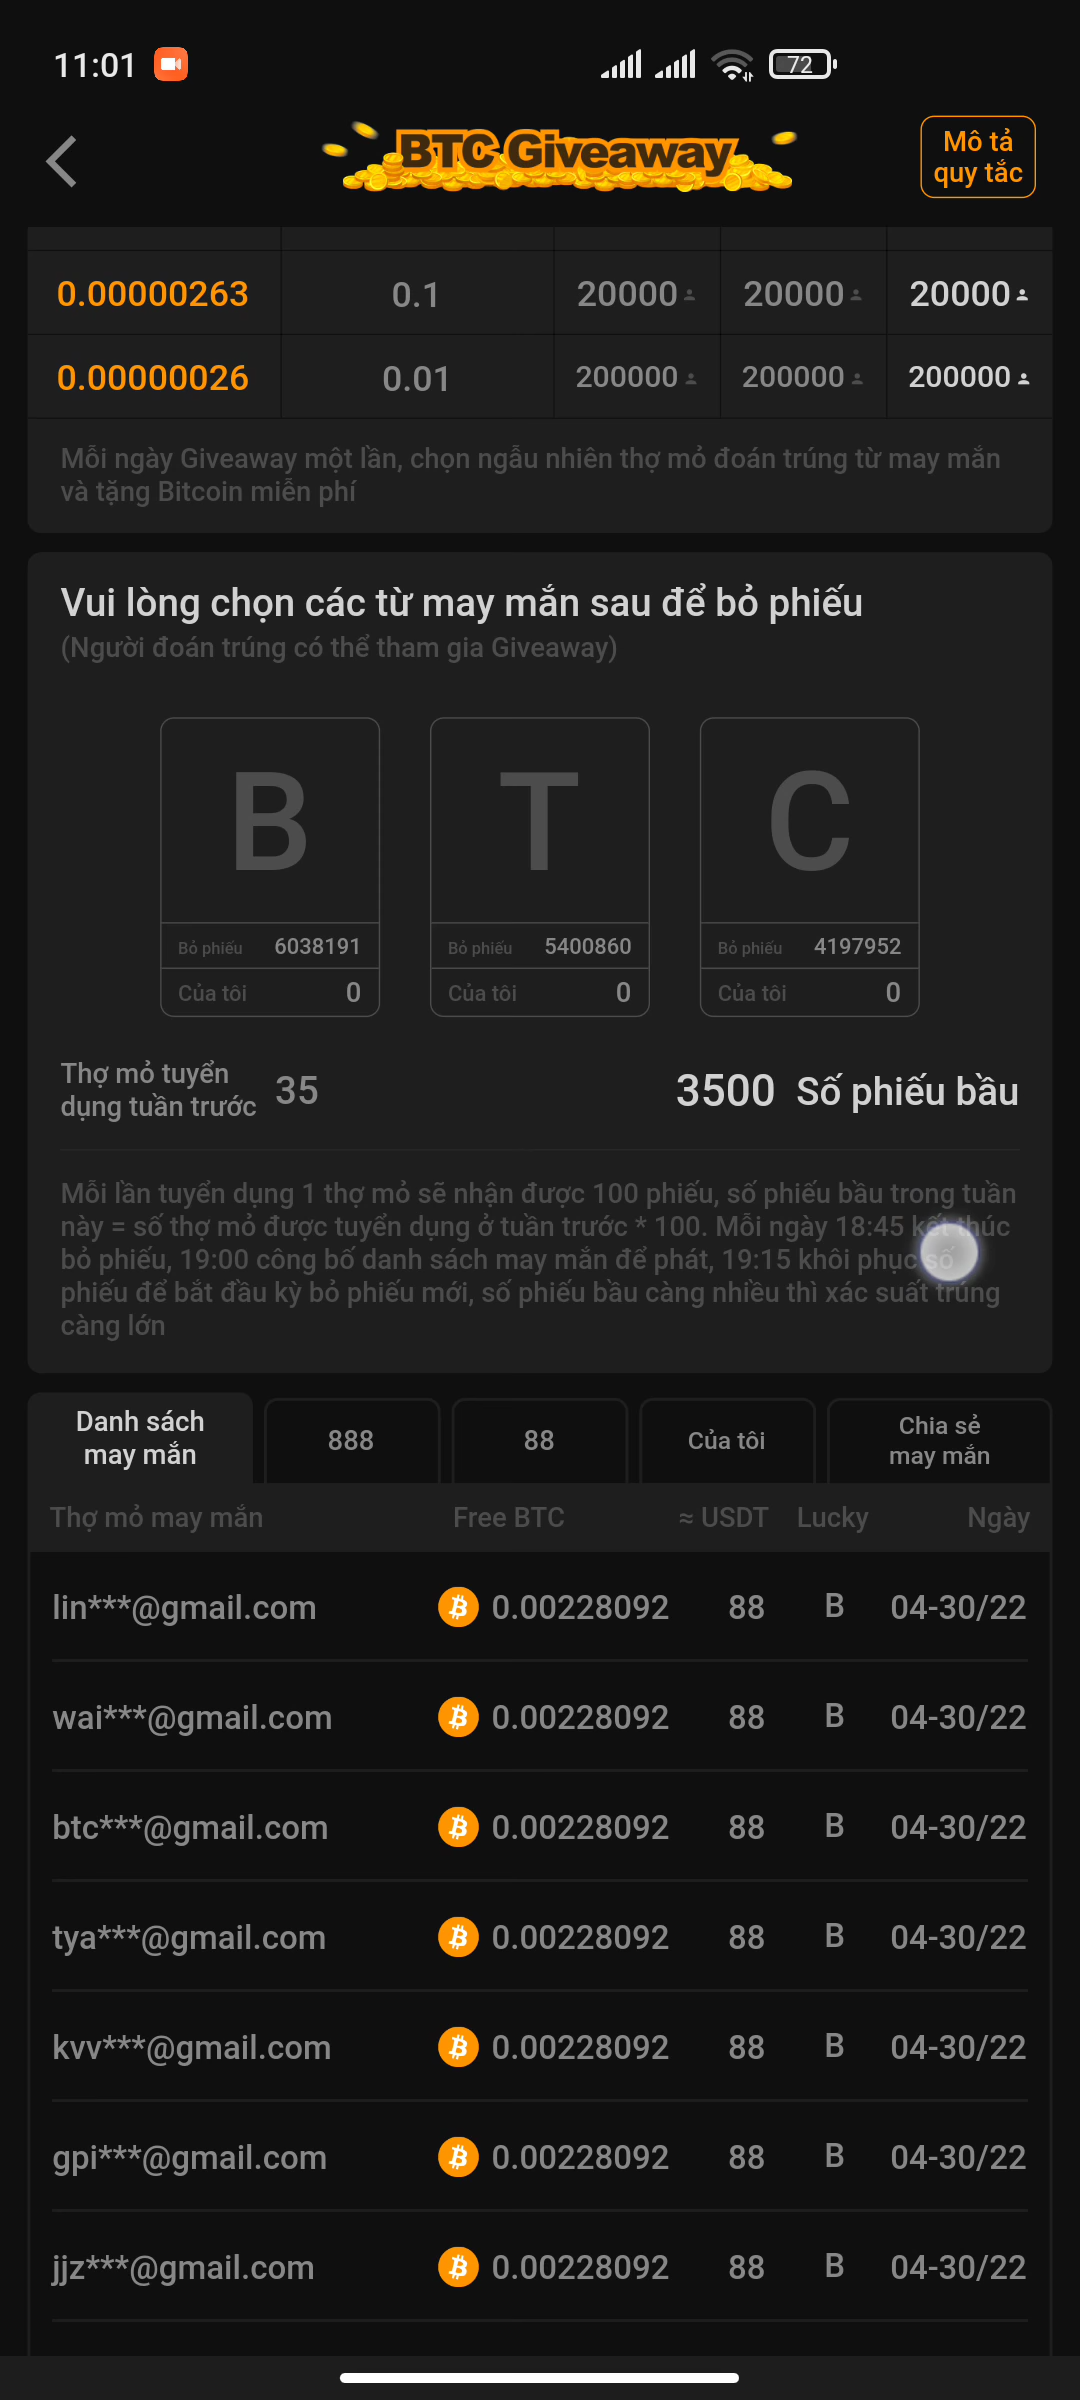 11:01
72
BTC Giveaway
Mô tả
quy tắc
0.00000263 0.1 20000 20000 20000
0.00000026 0.01 200000 200000 200000
Mỗi ngày Giveaway một lần, chọn ngẫu nhiên thợ mỏ đoán trúng từ may mắn
và tặng Bitcoin miễn phí
Vui lòng chọn các từ may mắn sau để bỏ phiếu
(Người đoán trúng có thể tham gia Giveaway)
B T C
Bỏ phiếu 6038191 Bỏ phiếu 5400860 Bỏ phiếu 4197952
Của tôi 0 Của tôi 0 Của tôi 0
Thợ mỏ tuyển
dụng tuần trước 35 3500 Số phiếu bầu
Mỗi lần tuyển dụng 1 thợ mỏ sẽ nhận được 100 phiếu, số phiếu bầu trong tuần
này = số thợ mỏ được tuyển dụng ở tuần trước * 100. Mỗi ngày 18:45 kết thúc
bỏ phiếu, 19:00 công bố danh sách may mắn để phát, 19:15 khôi phục số
phiếu để bắt đầu kỳ bỏ phiếu mới, số phiếu bầu càng nhiều thì xác suất trúng
càng lớn
Danh sách
may mắn
888
88
Của tôi
Chia sẻ
may mắn
Thợ mỏ may mắn Free BTC ≈ USDT Lucky Ngày
lin***@gmail.com 0.00228092 88 B 04-30/22
wai***@gmail.com 0.00228092 88 B 04-30/22
btc***@gmail.com 0.00228092 88 B 04-30/22
tya***@gmail.com 0.00228092 88 B 04-30/22
kvv***@gmail.com 0.00228092 88 B 04-30/22
gpi***@gmail.com 0.00228092 88 B 04-30/22
jjz***@gmail.com 0.00228092 88 B 04-30/22